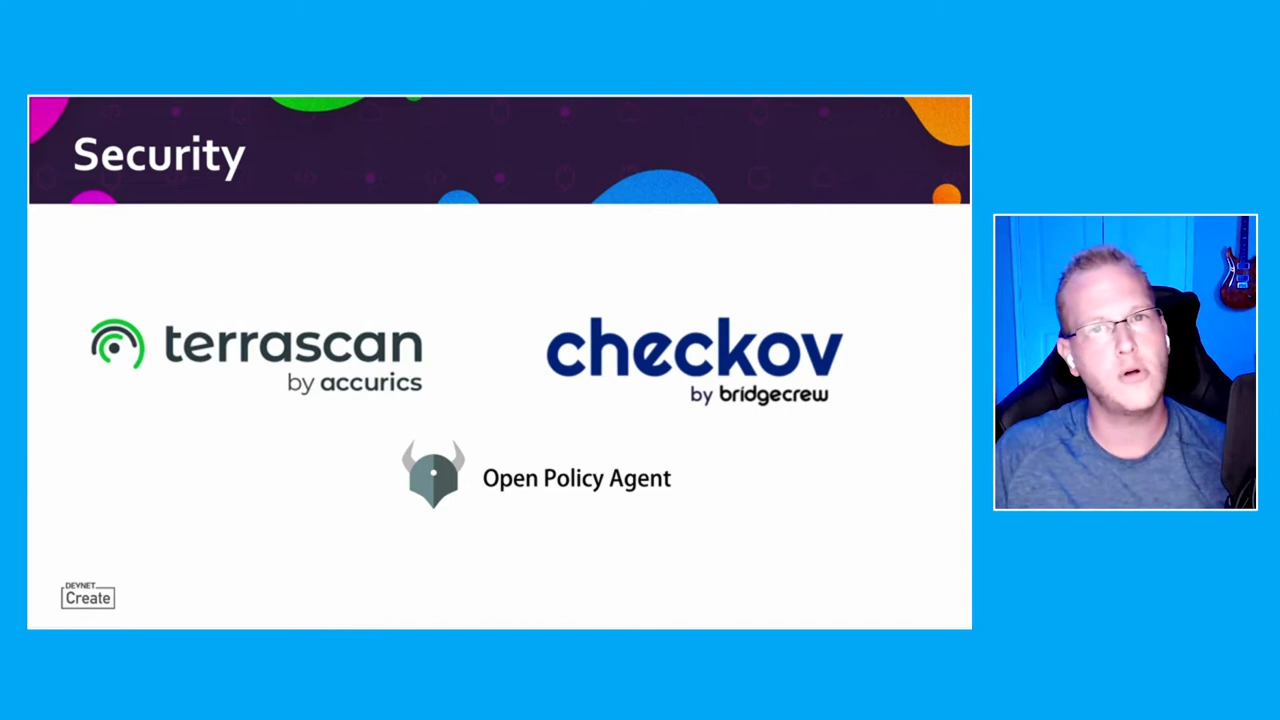 Security
terrascan
by accurics
checkov
by bridgecrew
Open Policy Agent
DEVNET
Create